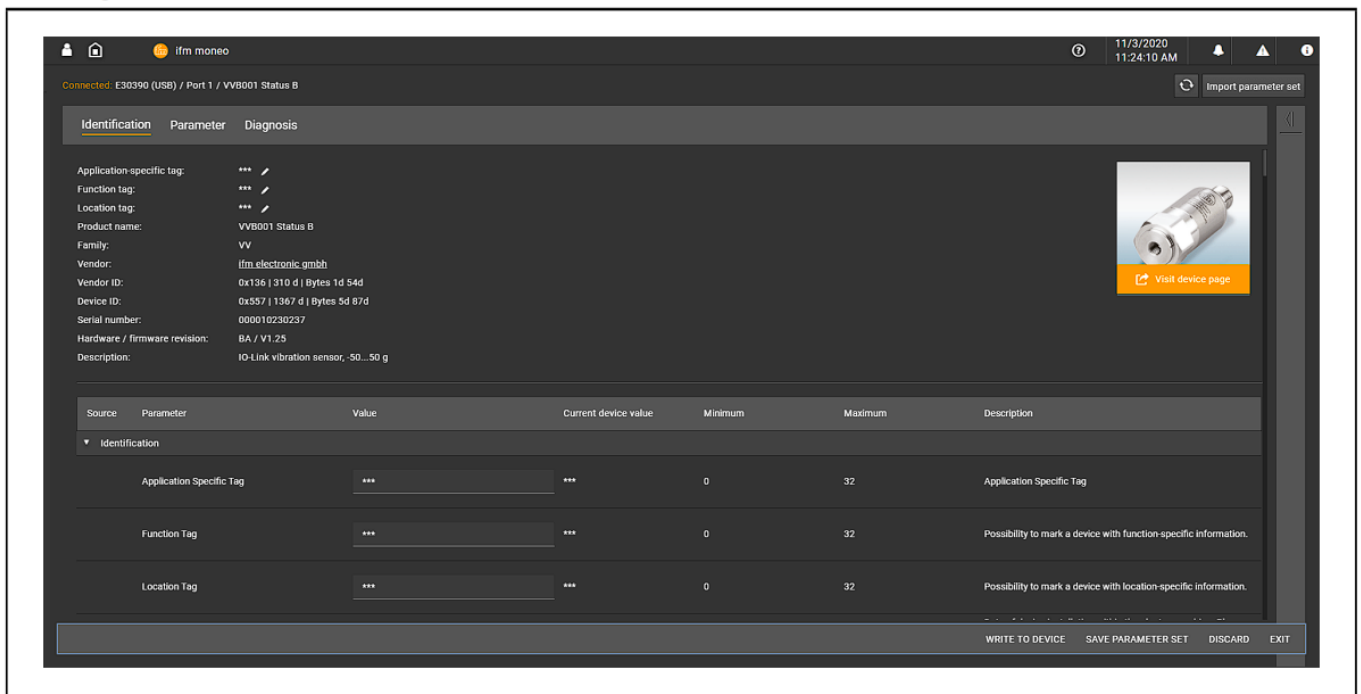 ifm moneo
11/3/2020
11:24:10 AM
Connected: E30390 (USB) / Port 1 / VVB001 Status B
Import parameter set
Identification Parameter Diagnosis
Application-specific tag: ***
Function tag: ***
Location tag: ***
Product name: VVB001 Status B
Family: VV
Vendor: ifm electronic gmbh
Vendor ID: 0x136 | 310 d | Bytes 1d 54d
Device ID: 0x557 | 1367 d | Bytes 5d 87d
Serial number: 000010230237
Hardware / firmware revision: BA / V1.25
Description: IO-Link vibration sensor, -50...50 g
Visit device page
Source Parameter Value Current device value Minimum Maximum Description
Identification
Application Specific Tag *** *** 0 32 Application Specific Tag
Function Tag *** *** 0 32 Possibility to mark a device with function-specific information.
Location Tag *** *** 0 32 Possibility to mark a device with location-specific information.
WRITE TO DEVICE SAVE PARAMETER SET DISCARD EXIT